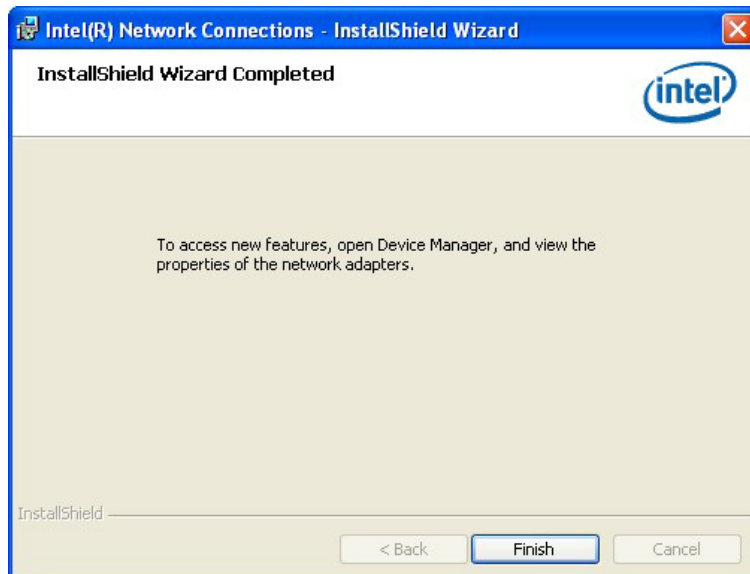 Intel(R) Network Connections - InstallShield Wizard
InstallShield Wizard Completed
intel
To access new features, open Device Manager, and view the
properties of the network adapters.
InstallShield
< Back
Finish
Cancel